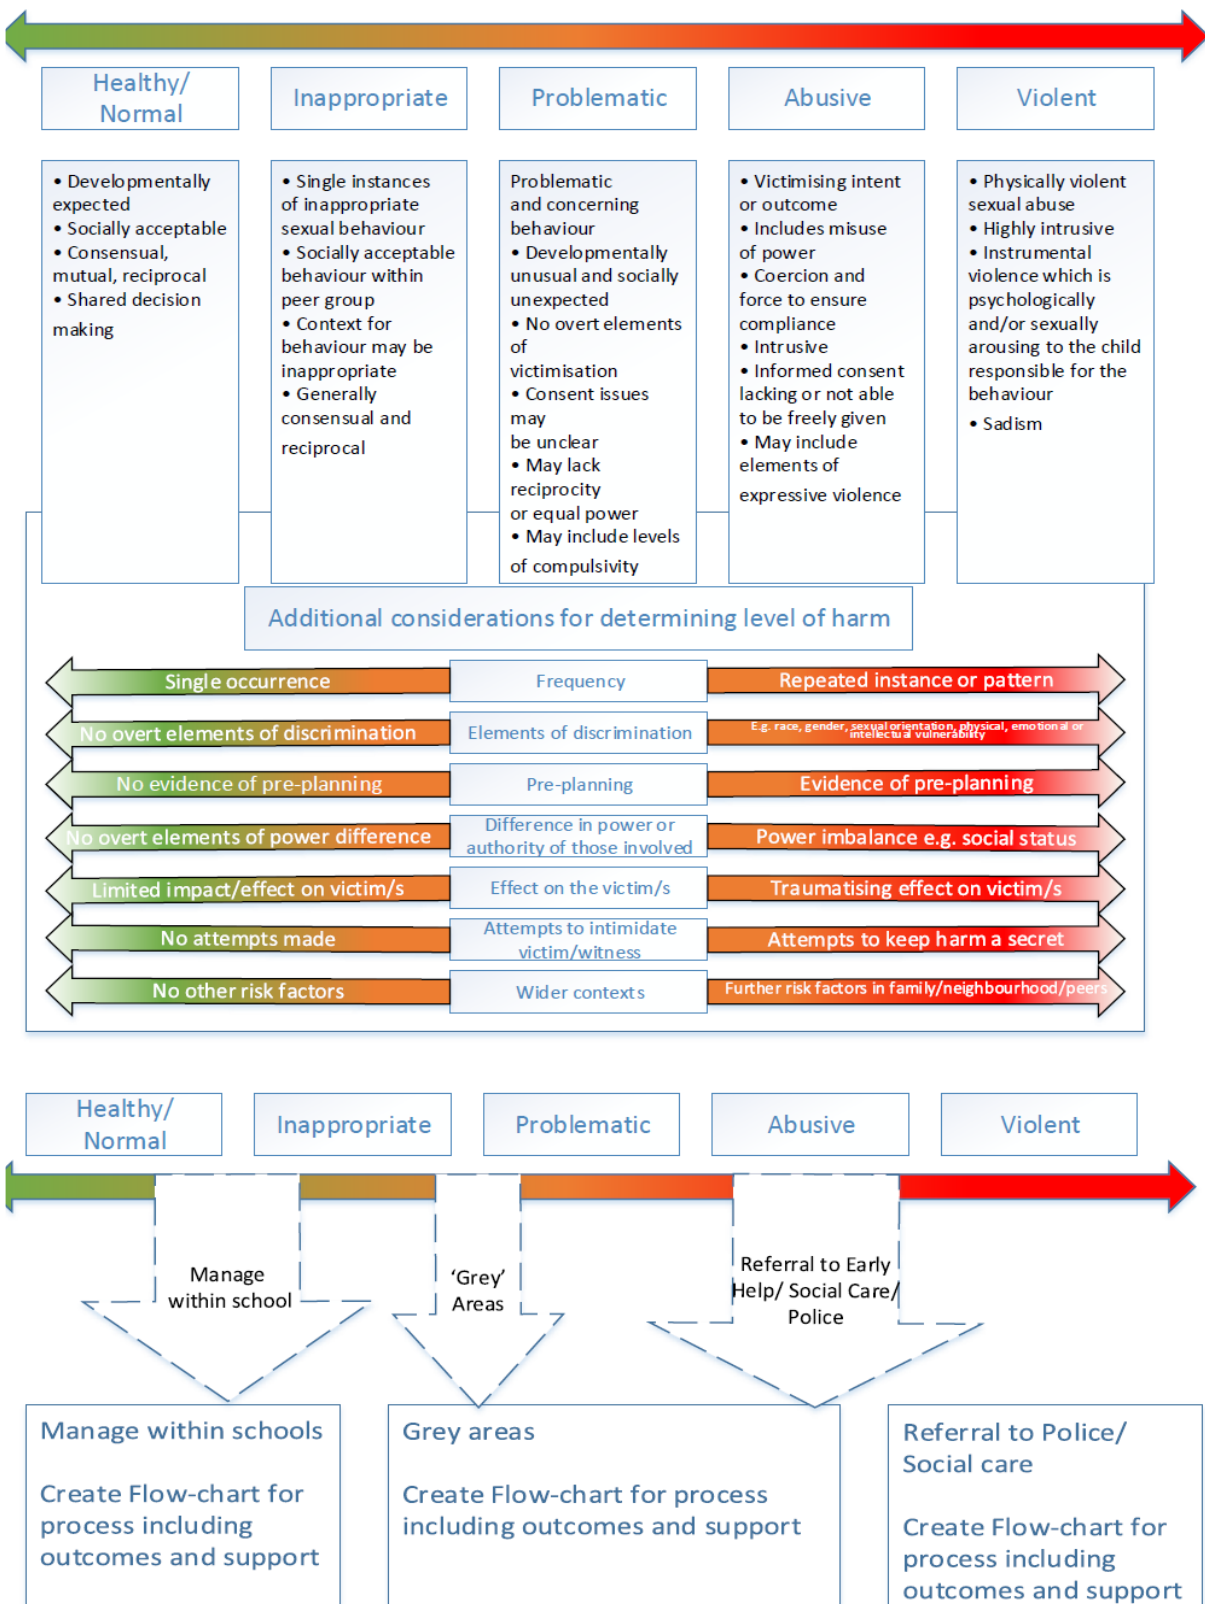 Healthy/
Normal
Inappropriate
Problematic
Abusive
Violent
• Developmentally
expected
• Socially acceptable
• Consensual,
mutual, reciprocal
• Shared decision
making
• Single instances
of inappropriate
sexual behaviour
• Socially acceptable
behaviour within
peer group
• Context for
behaviour may be
inappropriate
• Generally
consensual and
reciprocal
Problematic
and concerning
behaviour
• Developmentally
unusual and socially
unexpected
• No overt elements
of
victimisation
• Consent issues
may
be unclear
• May lack
reciprocity
or equal power
• May include levels
of compulsivity
• Victimising intent
or outcome
• Includes misuse
of power
• Coercion and
force to ensure
compliance
• Intrusive
• Informed consent
lacking or not able
to be freely given
• May include
elements of
expressive violence
• Physically violent
sexual abuse
• Highly intrusive
• Instrumental
violence which is
psychologically
and/or sexually
arousing to the child
responsible for the
behaviour
• Sadism
Additional considerations for determining level of harm
Single occurrence
Frequency
Repeated instance or pattern
No overt elements of discrimination
Elements of discrimination
E.g. race, gender, sexual orientation, physical, emotional or
intellectual vulnerability
No evidence of pre-planning
Pre-planning
Evidence of pre-planning
No overt elements of power difference
Difference in power or
authority of those involved
Power imbalance e.g. social status
Limited impact/effect on victim/s
Effect on the victim/s
Traumatising effect on victim/s
No attempts made
Attempts to intimidate
victim/witness
Attempts to keep harm a secret
No other risk factors
Wider contexts
Further risk factors in family/neighbourhood/peers
Healthy/
Normal
Inappropriate
Problematic
Abusive
Violent
Manage
within school
‘Grey’
Areas
Referral to Early
Help/ Social Care/
Police
Manage within schools
Create Flow-chart for
process including
outcomes and support
Grey areas
Create Flow-chart for process
including outcomes and support
Referral to Police/
Social care
Create Flow-chart for
process including
outcomes and support